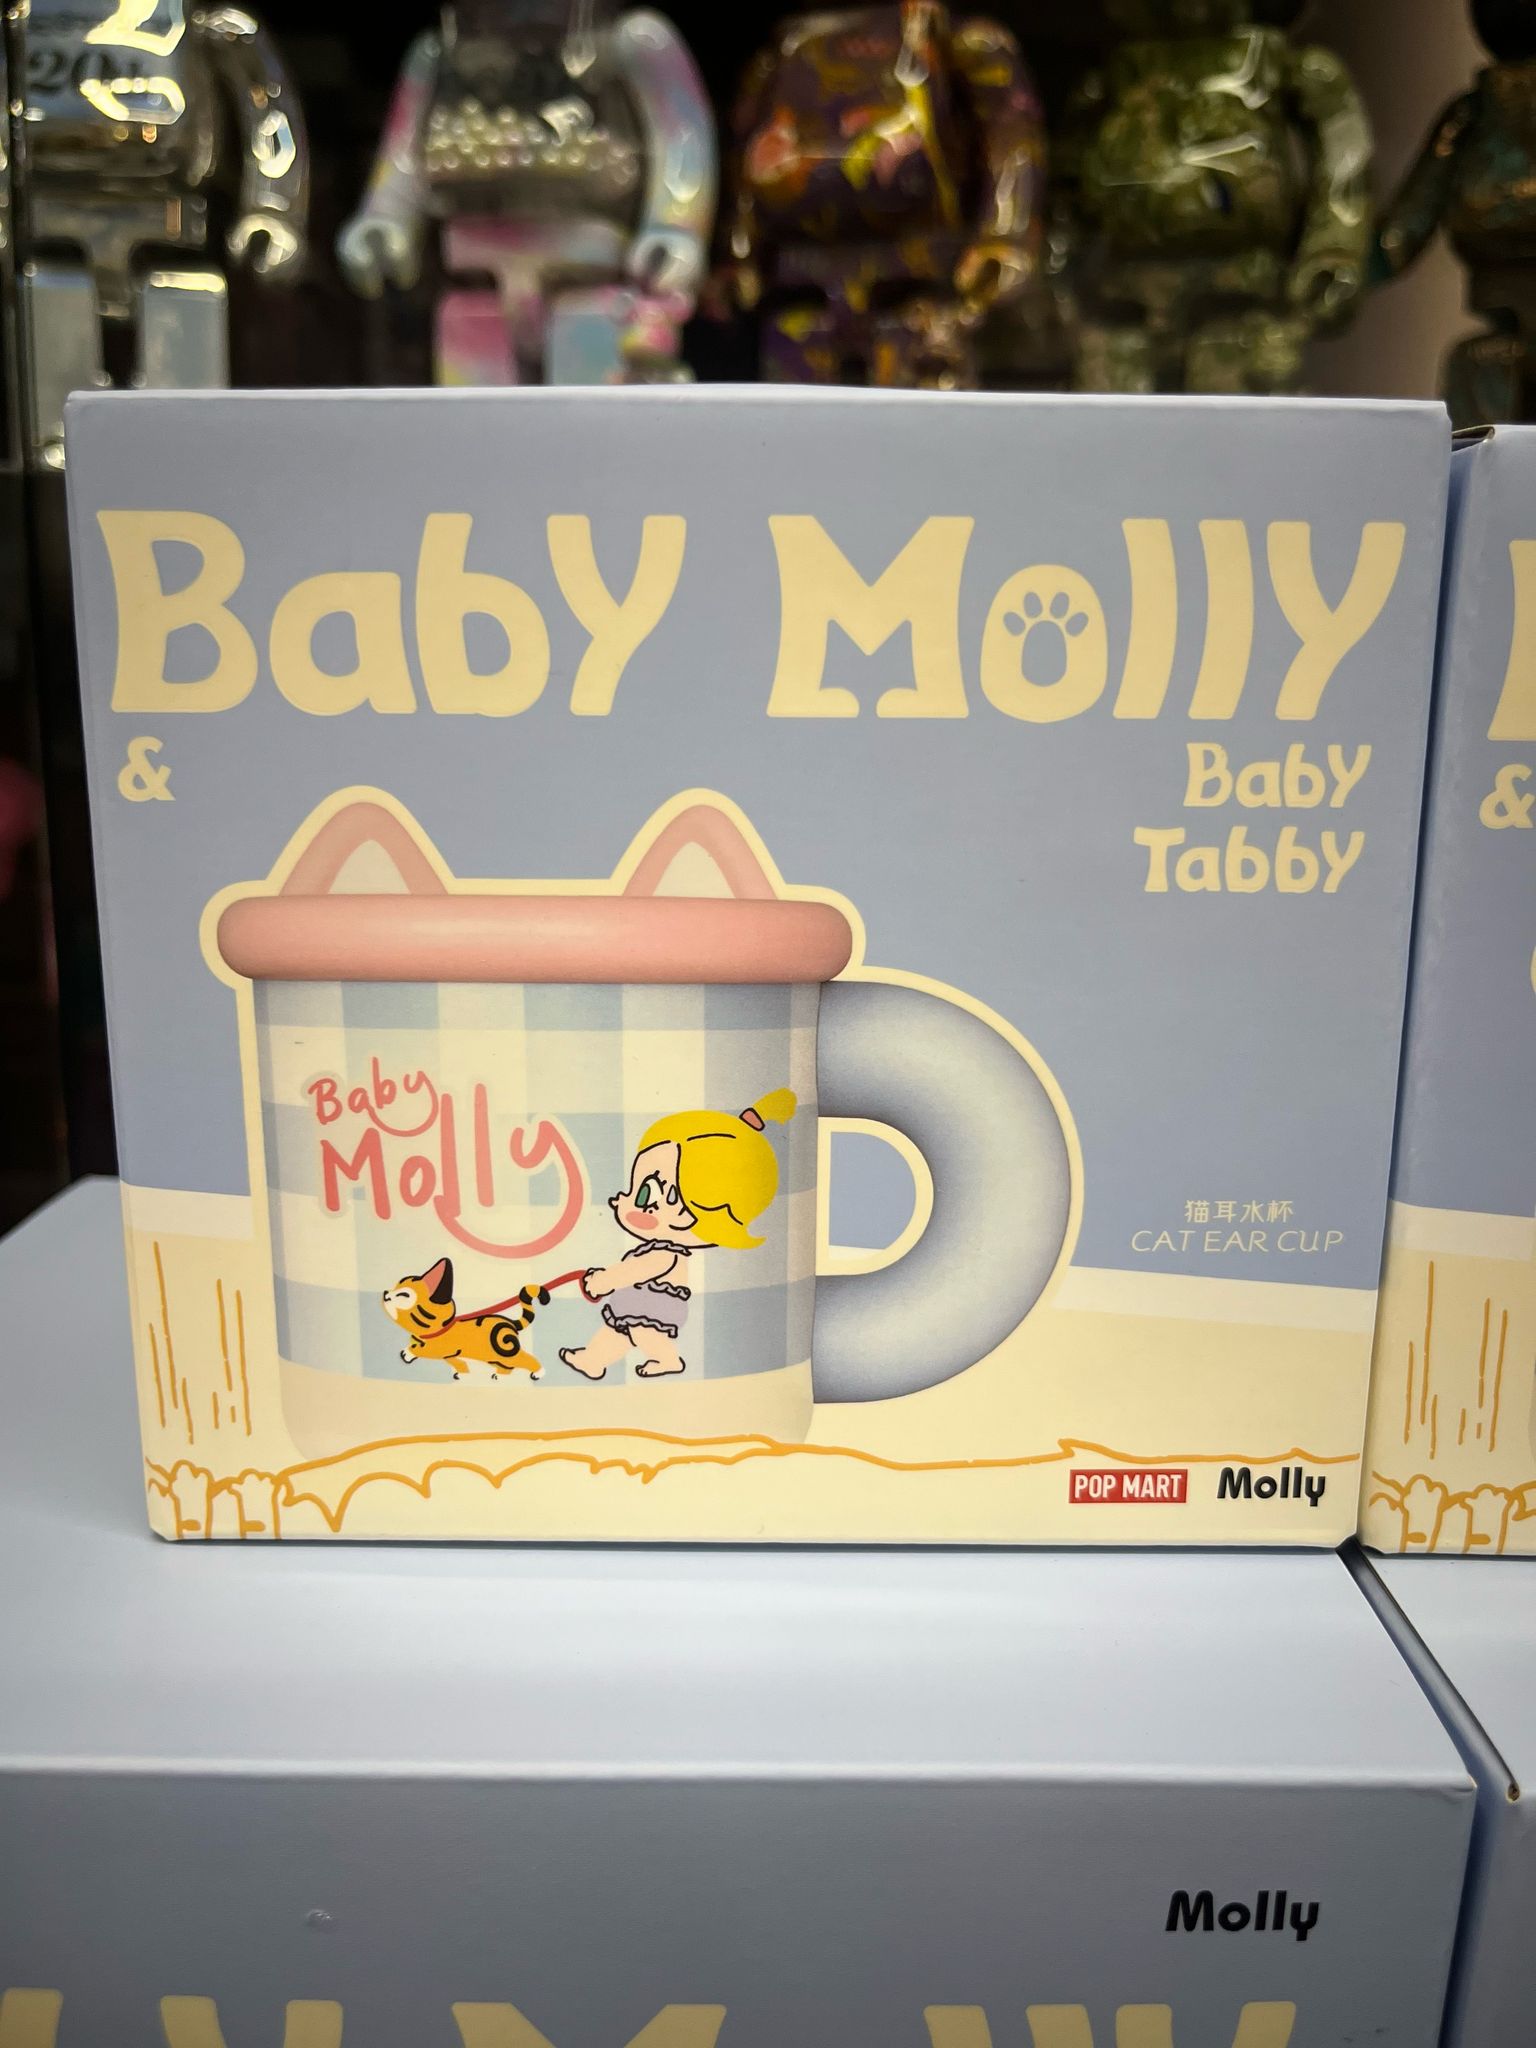 Baby Molly
&
Baby
Tabby
Baby
Molly
猫耳水杯
CAT EAR CUP
POP MART Molly
&
Molly